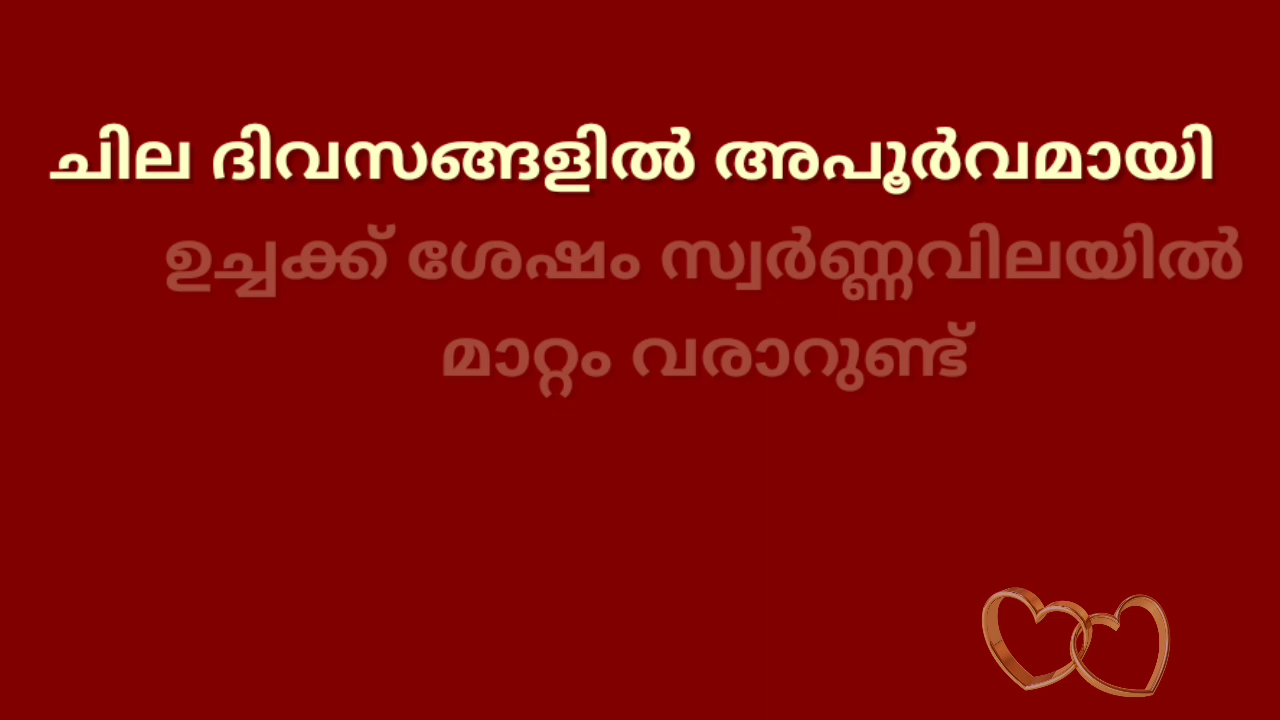 ചില ദിവസങ്ങളിൽ അപൂർവമായി
ഉച്ചക്ക് ശേഷം സ്വർണ്ണവിലയിൽ
മാറ്റം വരാറുണ്ട്